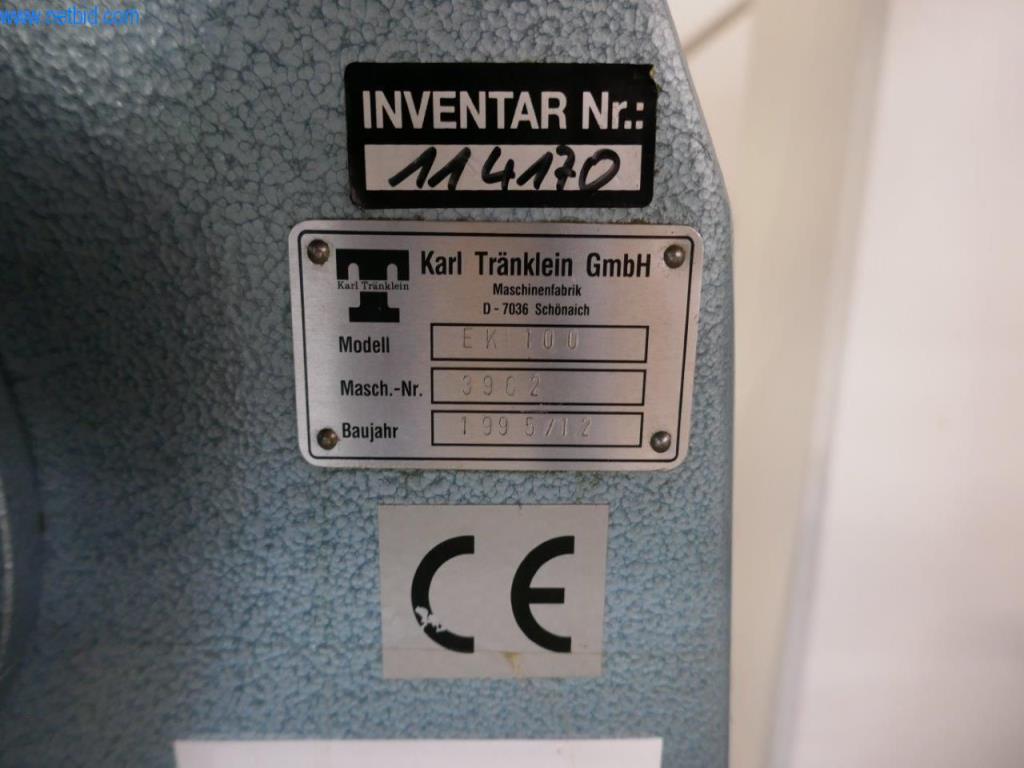 www.netbid.com
INVENTAR Nr.:
114170
Karl Tränklein GmbH
Karl Tränklein
Maschinenfabrik
D - 7036 Schönaich
Modell EK 100
Masch.-Nr. 3902
Baujahr 1995/12
CE